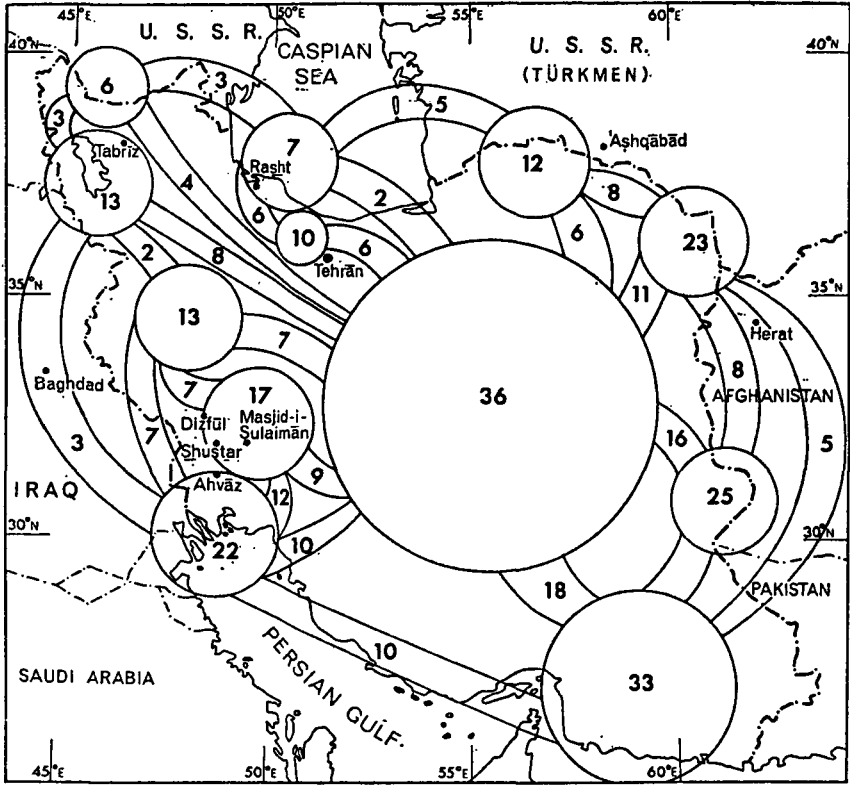 45°E
50°E
55°E
60°E
40°N
U. S. S. R.
CASPIAN
SEA
U. S. S. R.
(TÜRKMEN)
40°N
6
3
5
3
7
12
'Ashqābād
Tabrīz
Rasht
4
2
8
13
6
10
6
6
23
2
8
Tehrān
35°N
11
35°N
13
7
Herat
Baghdad
7
17
36
8
AFGHANISTAN
Dizfūl
Masjid-i-
Sulaimān
Shuştar
3
7
9
16
5
Ahvāz
12
IRAQ
25
30°N
22
10
30°N
18
PAKISTAN
PERSIAN GULF.
10
33
SAUDI ARABIA
45°E
50°E
55°E
60°E